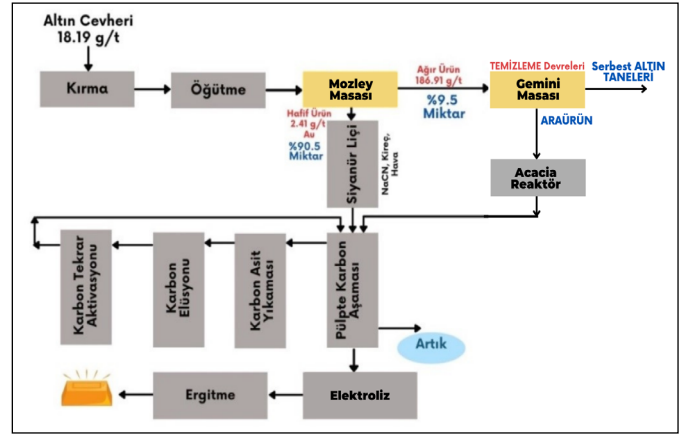 Altın Cevheri
18.19 g/t
Kırma
Öğütme
Mozley
Masası
Ağır Ürün
186.91 g/t
%9.5
Miktar
TEMİZLEME Devreleri
Gemini
Masası
Serbest ALTIN
TANELERİ
Hafif Ürün
2.41 g/t
Au
%90.5
Miktar
Siyanür Liçi
NaCN, Kireç,
Hava
ARAÜRÜN
Acacia
Reaktör
Karbon Tekrar
Aktivasyonu
Karbon
Elüsyonu
Karbon Asit
Yıkaması
Pülpte Karbon
Aşaması
Artık
Ergitme
Elektroliz